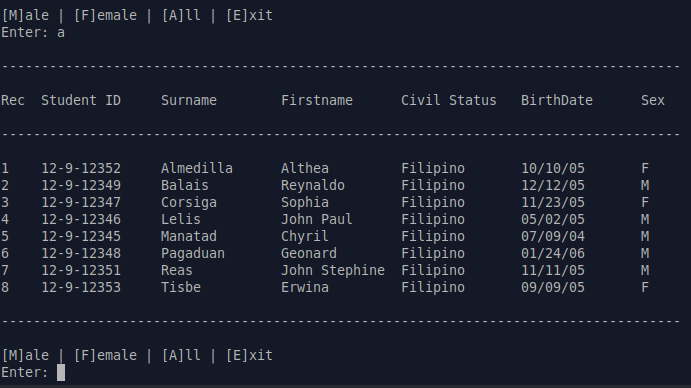 [M]ale | [F]emale | [A]ll | [E]xit
Enter: a
-------------------------------------------------------------------------------------
Rec  Student ID     Surname        Firstname      Civil Status   BirthDate      Sex
-------------------------------------------------------------------------------------
1    12-9-12352     Almedilla      Althea         Filipino       10/10/05       F
2    12-9-12349     Balais         Reynaldo       Filipino       12/12/05       M
3    12-9-12347     Corsiga        Sophia         Filipino       11/23/05       F
4    12-9-12346     Lelis          John Paul      Filipino       05/02/05       M
5    12-9-12345     Manatad        Chyril         Filipino       07/09/04       M
6    12-9-12348     Pagaduan       Geonard        Filipino       01/24/06       M
7    12-9-12351     Reas           John Stephine  Filipino       11/11/05       M
8    12-9-12353     Tisbe          Erwina         Filipino       09/09/05       F
-------------------------------------------------------------------------------------
[M]ale | [F]emale | [A]ll | [E]xit
Enter: